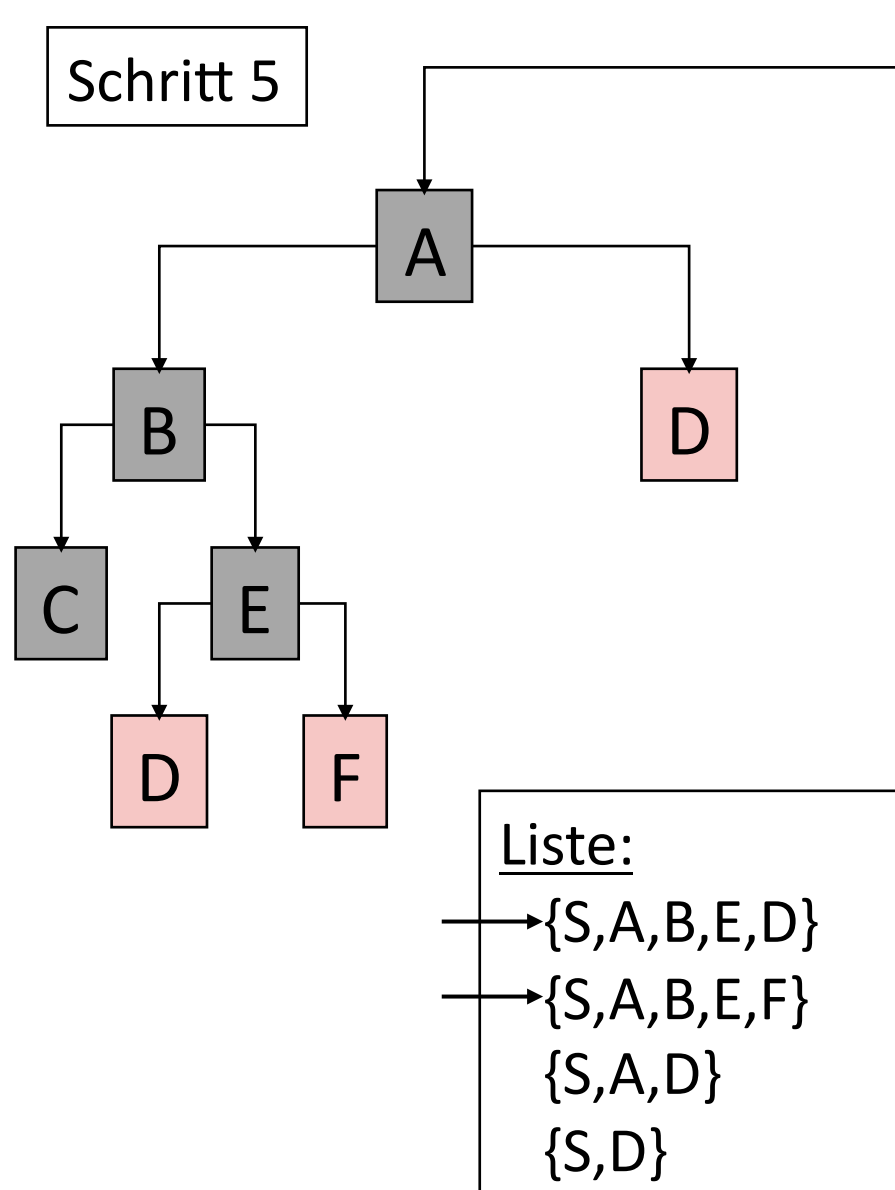 Schritt 5
A
B
D
C
E
D
F
Liste:
{S,A,B,E,D}
{S,A,B,E,F}
{S,A,D}
{S,D}